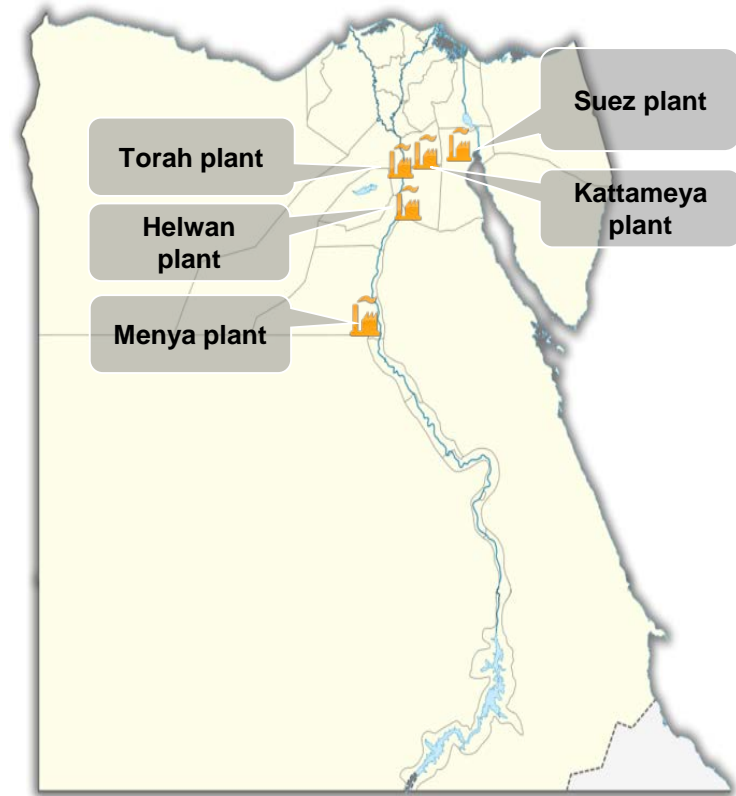 Suez plant
Torah plant
Kattameya
plant
Helwan
plant
Menya plant